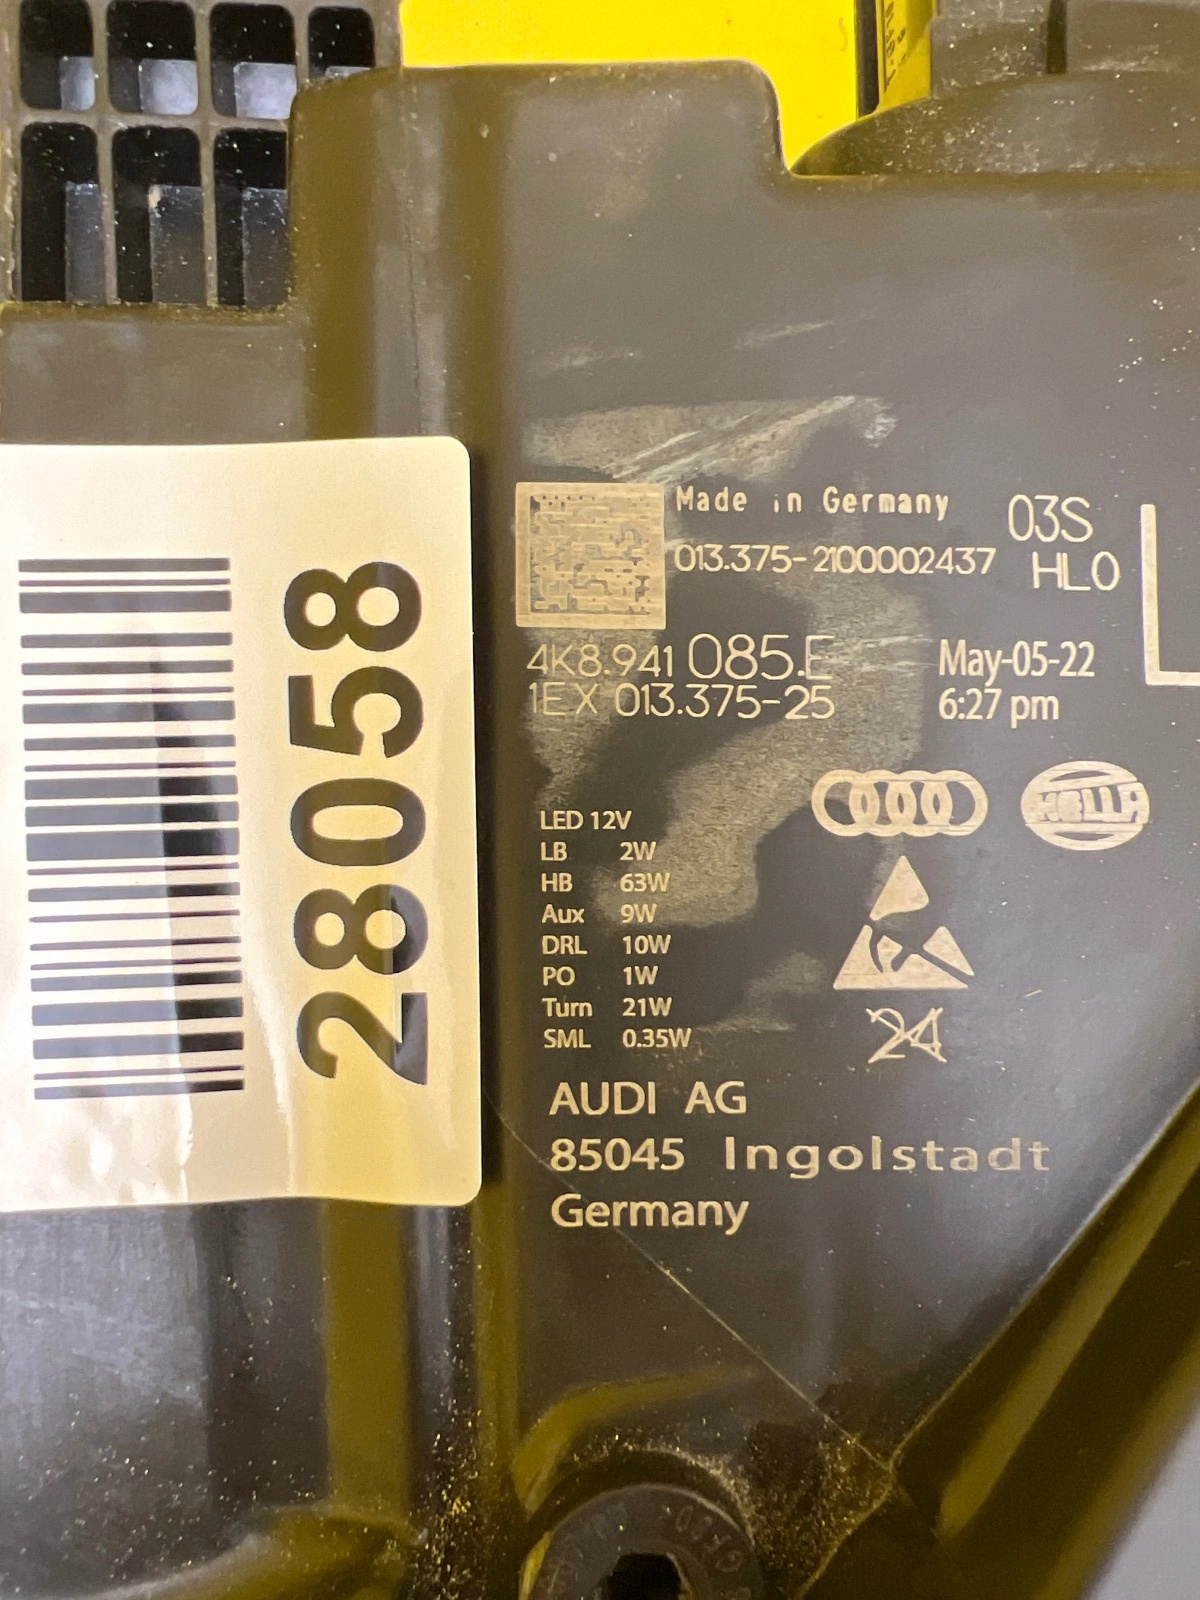 Made in Germany
03S
013.375-2100002437
HLO
L
4K8.941 085.E
May-05-22
1EX 013.375-25
6:27 pm
HELLA
LED 12V
LB 2W
HB 63W
Aux 9W
DRL 10W
PO 1W
Turn 21W
SML 0.35W
24
AUDI AG
85045 Ingolstadt
Germany
28058